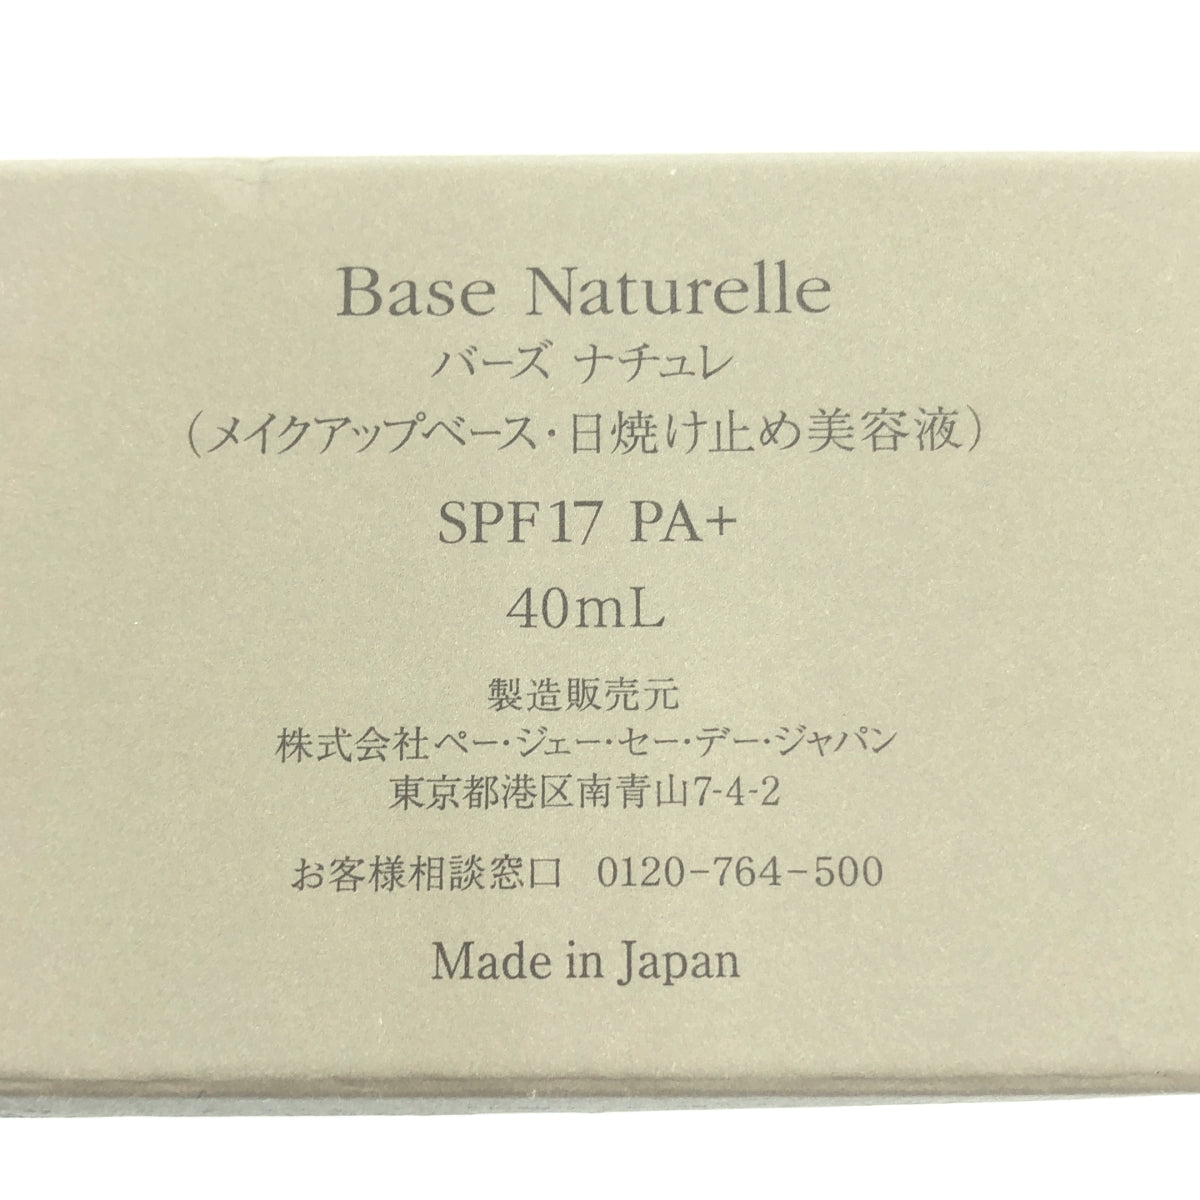 Base Naturelle
バーズ ナチュレ
（メイクアップベース・日焼け止め美容液）
SPF17 PA+
40mL
製造販売元
株式会社ペー・ジェー・セー・デー・ジャパン
東京都港区南青山7-4-2
お客様相談窓口 0120-764-500
Made in Japan